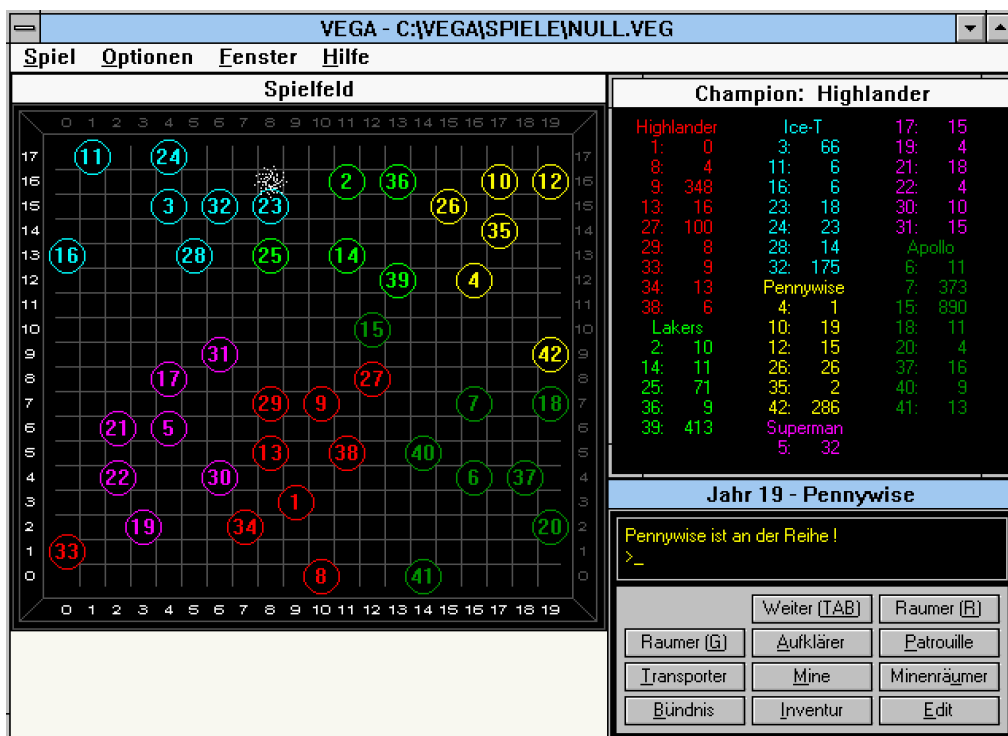 VEGA - C:\VEGA\SPIELE\NULL.VEG
Spiel Optionen Fenster Hilfe
Spielfeld
0 1 2 3 4 5 6 7 8 9 10 11 12 13 14 15 16 17 18 19
17 11 24 17
16 2 36 10 12 16
15 3 32 23 26 15
14 35 14
13 16 28 25 14 13
12 39 4 12
11 11
10 15 10
9 31 42 9
8 17 27 8
7 29 9 7 18 7
6 21 5 6
5 13 38 40 5
4 22 30 6 37 4
3 1 3
2 19 34 20 2
1 33 1
0 8 41 0
0 1 2 3 4 5 6 7 8 9 10 11 12 13 14 15 16 17 18 19
Champion: Highlander
Highlander
1: 0
8: 4
9: 348
13: 16
27: 100
29: 8
33: 9
34: 13
38: 6
Lakers
2: 10
14: 11
25: 71
36: 9
39: 413
Ice-T
3: 66
11: 6
16: 6
23: 18
24: 23
28: 14
32: 175
Pennywise
4: 1
10: 19
12: 15
26: 26
35: 2
42: 286
Superman
5: 32
17: 15
19: 4
21: 18
22: 4
30: 10
31: 15
Apollo
6: 11
7: 373
15: 890
18: 11
20: 4
37: 16
40: 9
41: 13
Jahr 19 - Pennywise
Pennywise ist an der Reihe !
>_
Weiter (TAB) Raumer (R)
Raumer (G) Aufklärer Patrouille
Transporter Mine Minenräumer
Bündnis Inventur Edit